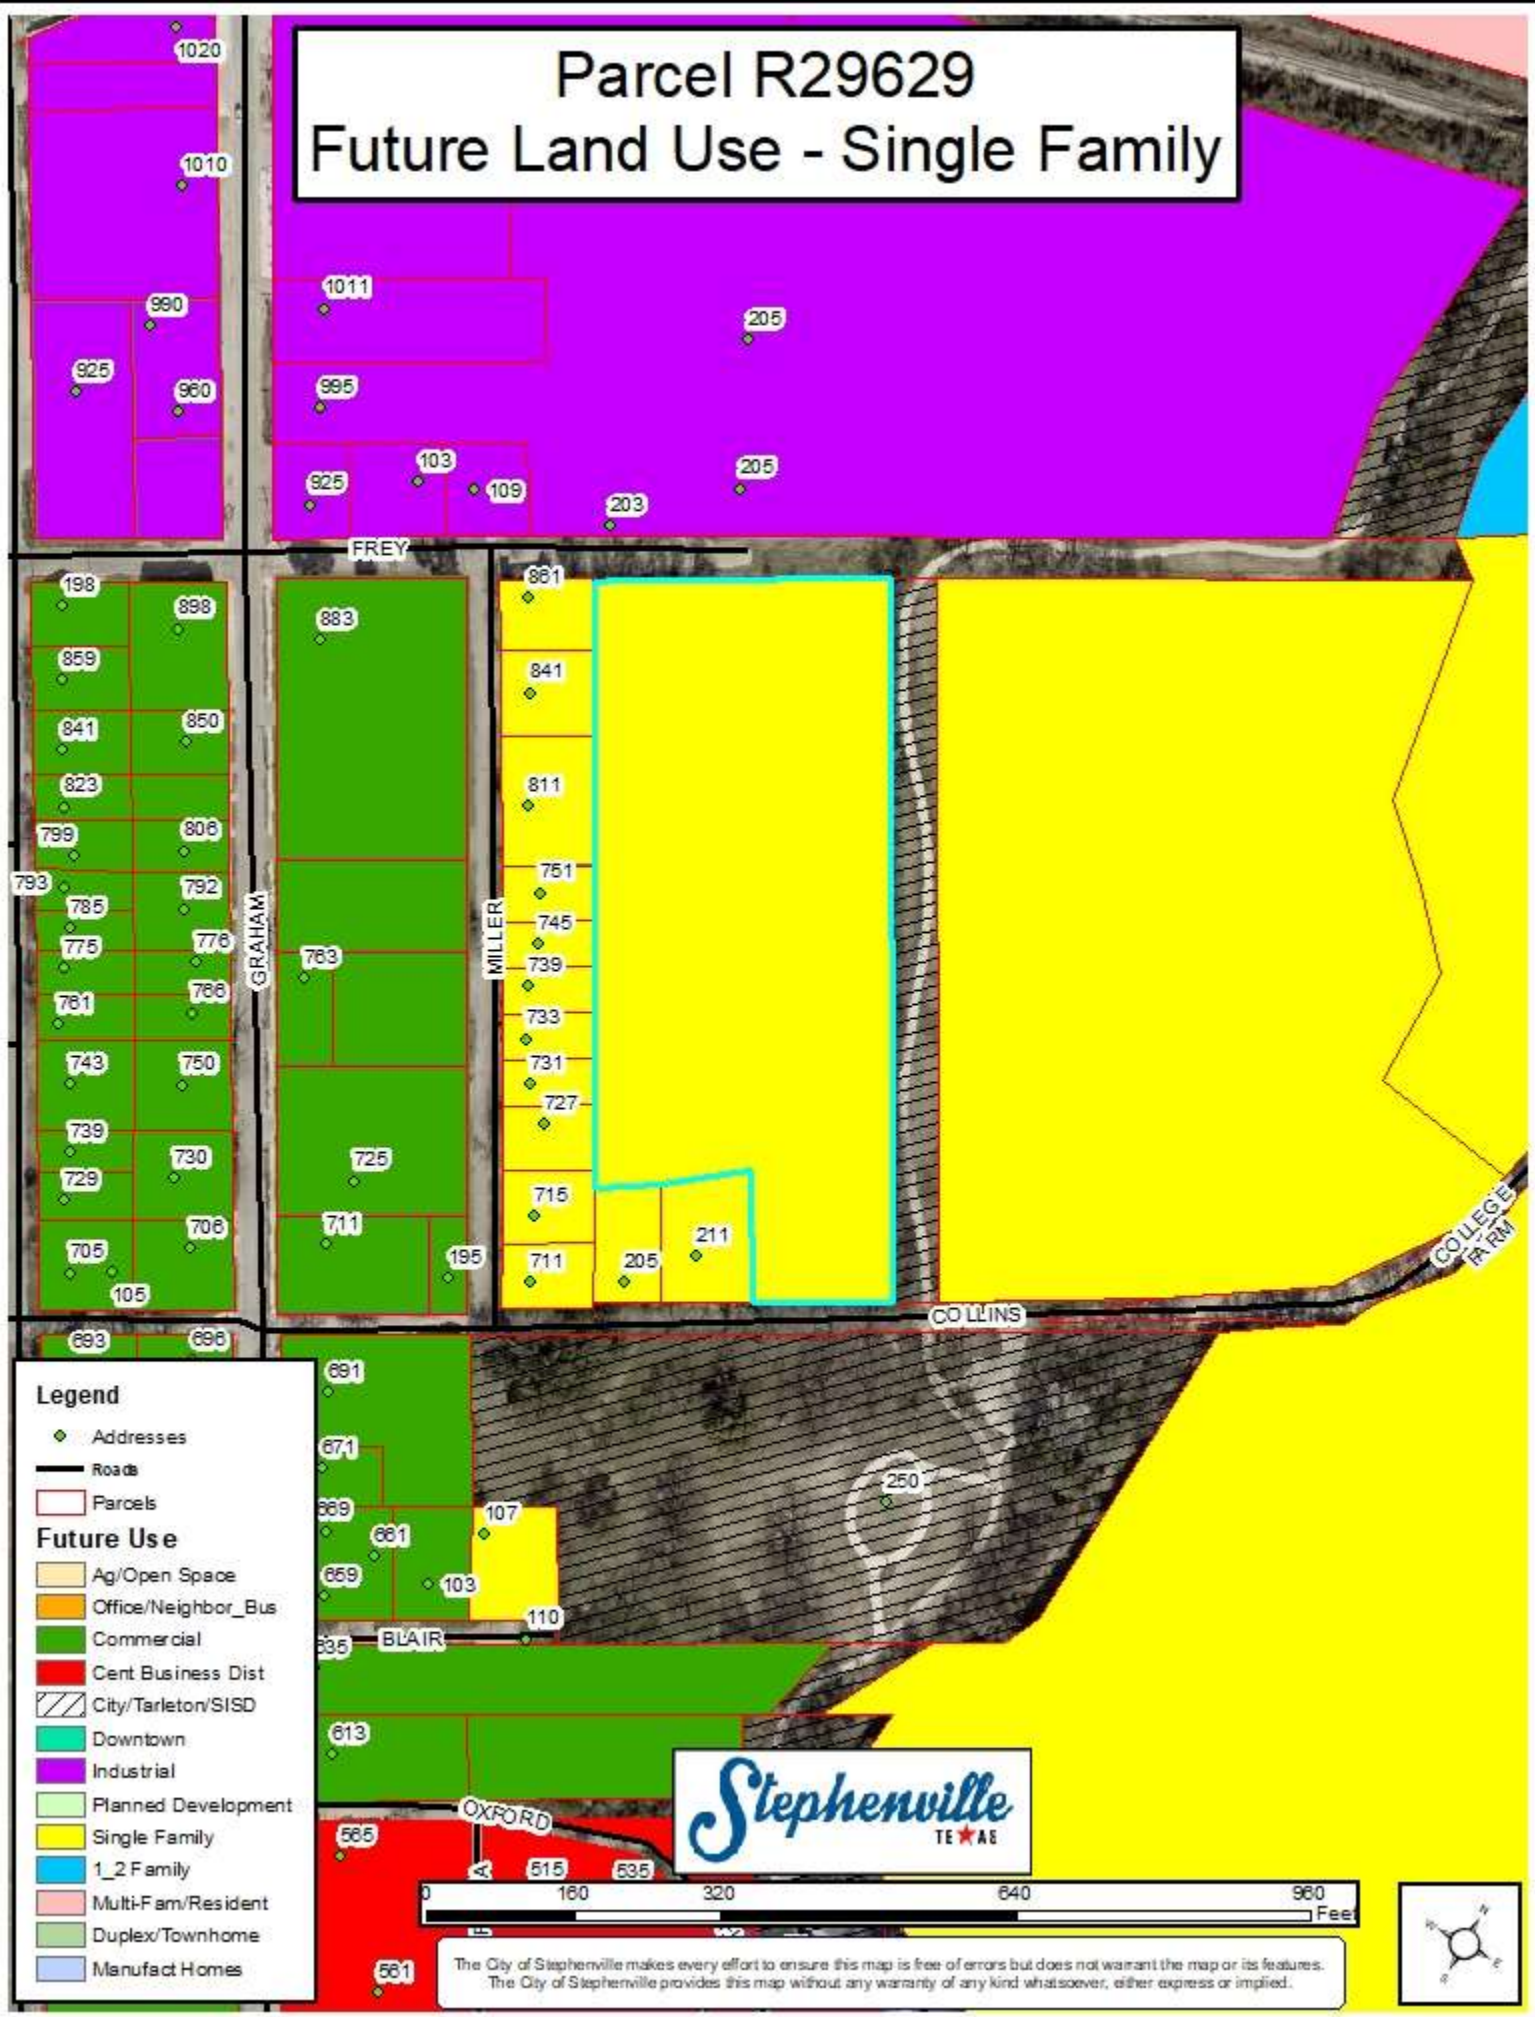 Parcel R29629
Future Land Use - Single Family
1020
1010
1011
990
205
925
960
995
103
925
109
205
203
FREY
198
898
883
861
859
841
841
850
823
811
799
806
793
792
751
785
745
775
776
GRAHAM
MILLER
763
739
761
766
733
743
750
731
727
739
730
725
729
715
705
706
711
211
105
195
711
205
COLLEGE
FARM
COLLINS
693
696
691
671
250
669
661
107
659
103
110
635
BLAIR
613
OXFORD
565
515
535
561
Legend
Addresses
Roads
Parcels
Future Use
Ag/Open Space
Office/Neighbor_Bus
Commercial
Cent Business Dist
City/Tarleton/SISD
Downtown
Industrial
Planned Development
Single Family
1_2 Family
Multi-Fam/Resident
Duplex/Townhome
Manufact Homes
Stephenville
TEXAS
0 160 320 640 960
Feet
The City of Stephenville makes every effort to ensure this map is free of errors but does not warrant the map or its features.
The City of Stephenville provides this map without any warranty of any kind whatsoever, either express or implied.
N
W
E
S